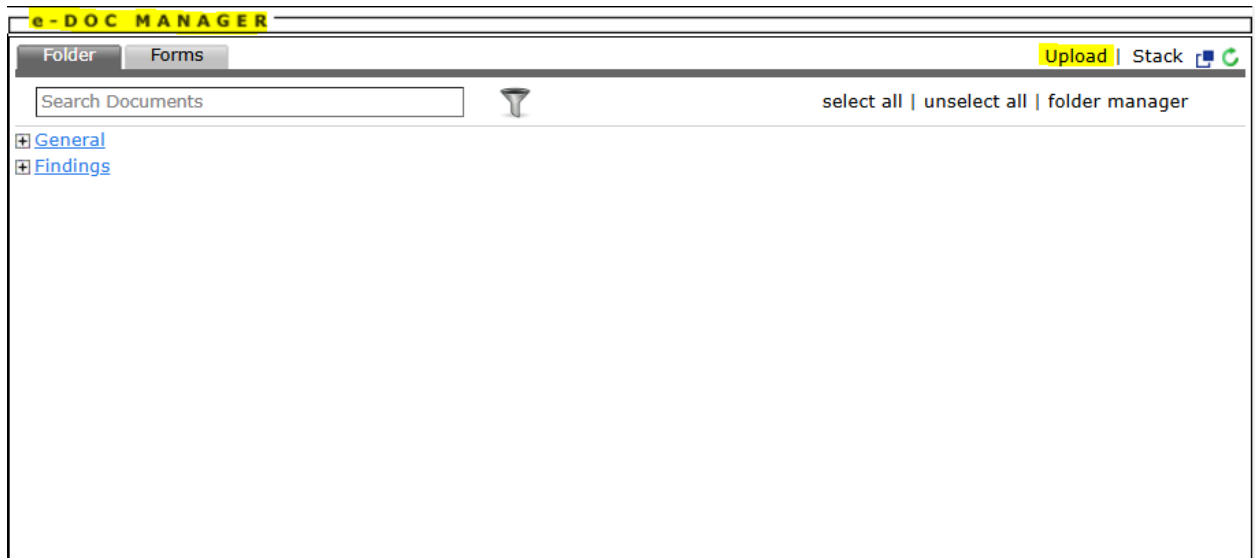 e-DOC MANAGER
Folder Forms Upload | Stack
Search Documents select all | unselect all | folder manager
General
Findings